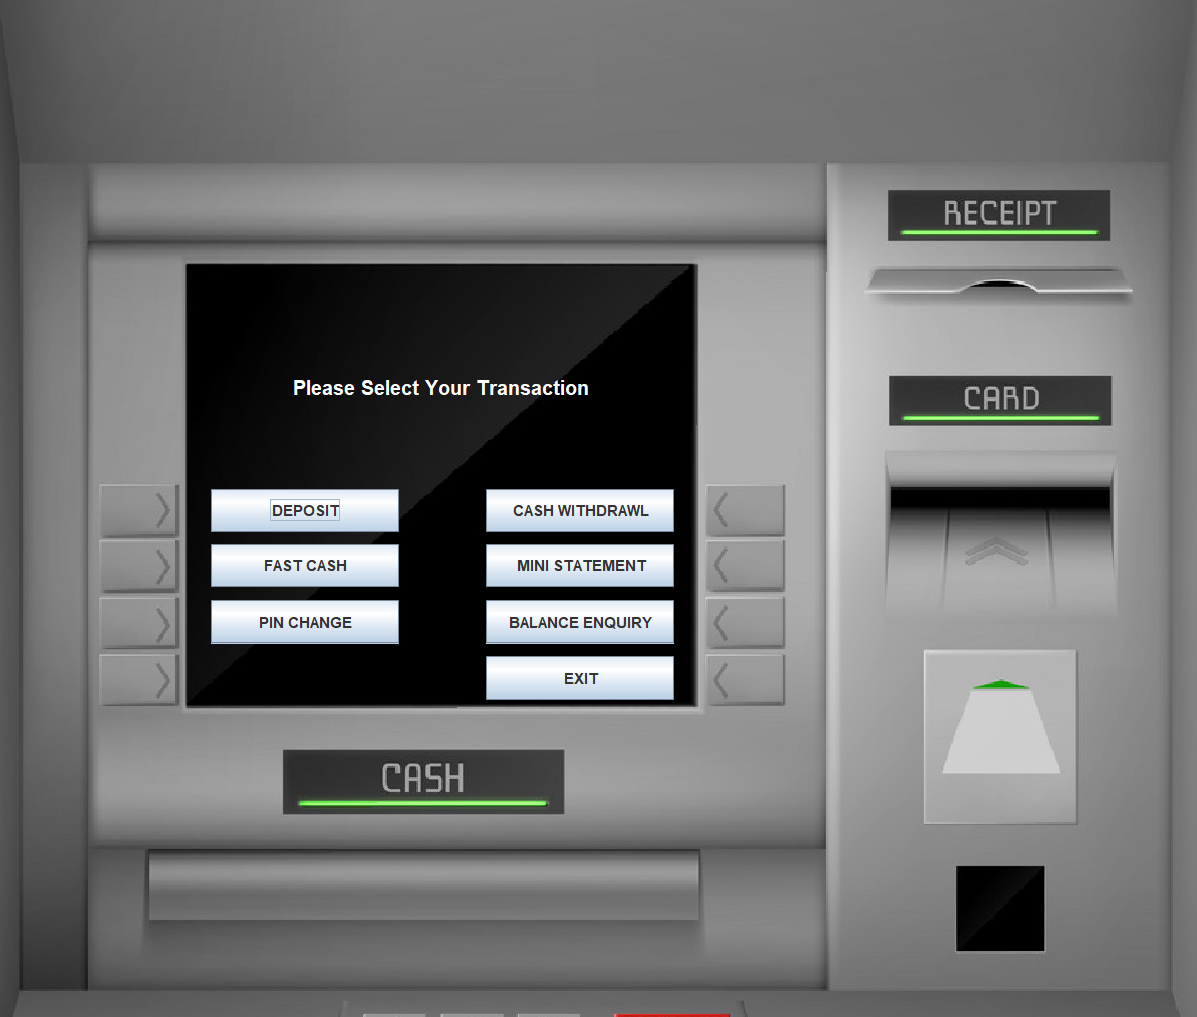 RECEIPT
Please Select Your Transaction
CARD
DEPOSIT
CASH WITHDRAWL
FAST CASH
MINI STATEMENT
PIN CHANGE
BALANCE ENQUIRY
EXIT
CASH